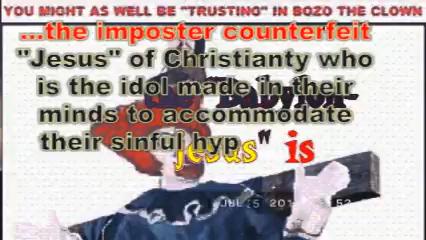 YOU MIGHT AS WELL BE "TRUSTING" IN BOZO THE CLOWN
...the imposter counterfeit
"Jesus" of Christianty who
is the idol made in their
minds to accommodate
their sinful hyp
"Jesus" is